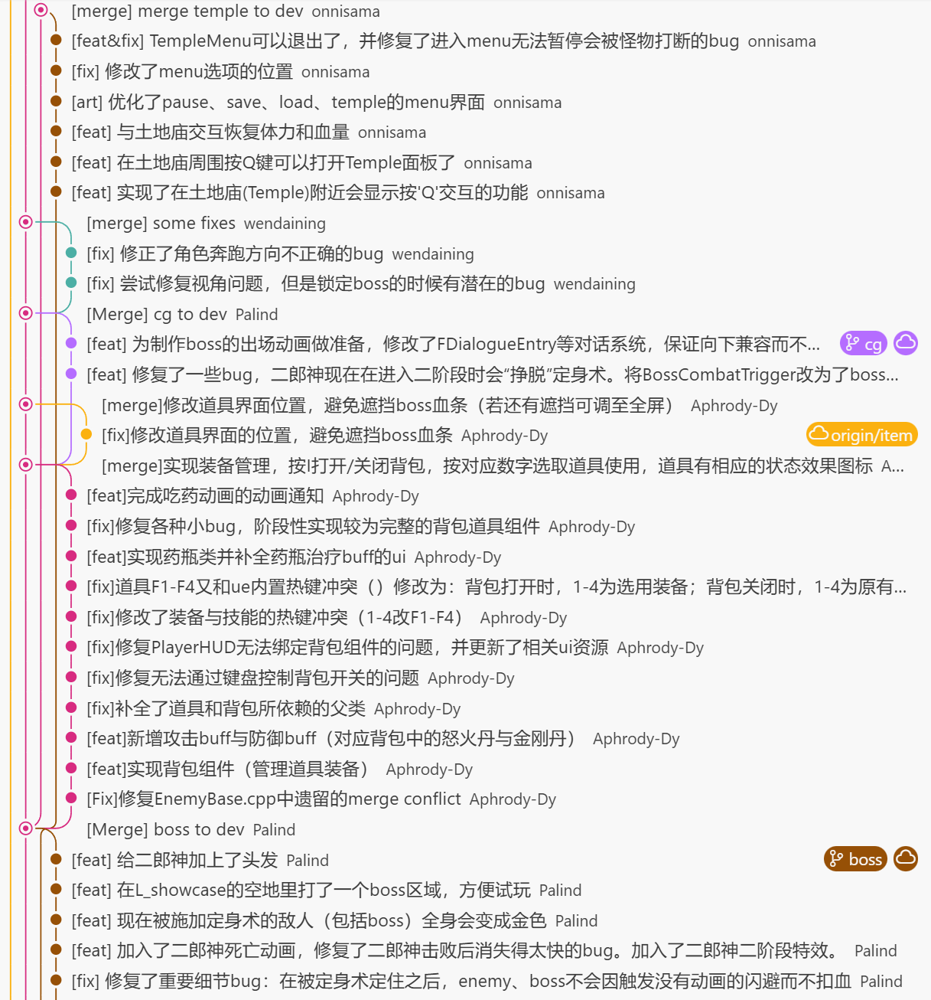 [merge] merge temple to dev onnisama
[feat&fix] TempleMenu可以退出了，并修复了进入menu无法暂停会被怪物打断的bug onnisama
[fix] 修改了menu选项的位置 onnisama
[art] 优化了pause、save、load、temple的menu界面 onnisama
[feat] 与土地庙交互恢复体力和血量 onnisama
[feat] 在土地庙周围按Q键可以打开Temple面板了 onnisama
[feat] 实现了在土地庙(Temple)附近会显示按'Q'交互的功能 onnisama
[merge] some fixes wendaining
[fix] 修正了角色奔跑方向不正确的bug wendaining
[fix] 尝试修复视角问题，但是锁定boss的时候有潜在的bug wendaining
[Merge] cg to dev Palind
[feat] 为制作boss的出场动画做准备，修改了FDialogueEntry等对话系统，保证向下兼容而不... cg
[feat] 修复了一些bug，二郎神现在在进入二阶段时会“挣脱”定身术。将BossCombatTrigger改为了boss...
[merge]修改道具界面位置，避免遮挡boss血条（若还有遮挡可调至全屏） Aphrody-Dy
[fix]修改道具界面的位置，避免遮挡boss血条 Aphrody-Dy origin/item
[merge]实现装备管理，按I打开/关闭背包，按对应数字选取道具使用，道具有相应的状态效果图标 A...
[feat]完成吃药动画的动画通知 Aphrody-Dy
[fix]修复各种小bug，阶段性实现较为完整的背包道具组件 Aphrody-Dy
[feat]实现药瓶类并补全药瓶治疗buff的ui Aphrody-Dy
[fix]道具F1-F4又和ue内置热键冲突（）修改为：背包打开时，1-4为选用装备；背包关闭时，1-4为原有...
[fix]修改了装备与技能的热键冲突（1-4改F1-F4） Aphrody-Dy
[fix]修复PlayerHUD无法绑定背包组件的问题，并更新了相关ui资源 Aphrody-Dy
[fix]修复无法通过键盘控制背包开关的问题 Aphrody-Dy
[fix]补全了道具和背包所依赖的父类 Aphrody-Dy
[feat]新增攻击buff与防御buff（对应背包中的怒火丹与金刚丹） Aphrody-Dy
[feat]实现背包组件（管理道具装备） Aphrody-Dy
[Fix]修复EnemyBase.cpp中遗留的merge conflict Aphrody-Dy
[Merge] boss to dev Palind
[feat] 给二郎神加上了头发 Palind boss
[feat] 在L_showcase的空地里打了一个boss区域，方便试玩 Palind
[feat] 现在被施加定身术的敌人（包括boss）全身会变成金色 Palind
[feat] 加入了二郎神死亡动画，修复了二郎神击败后消失得太快的bug。加入了二郎神二阶段特效。 Palind
[fix] 修复了重要细节bug：在被定身术定住之后，enemy、boss不会因触发没有动画的闪避而不扣血 Palind